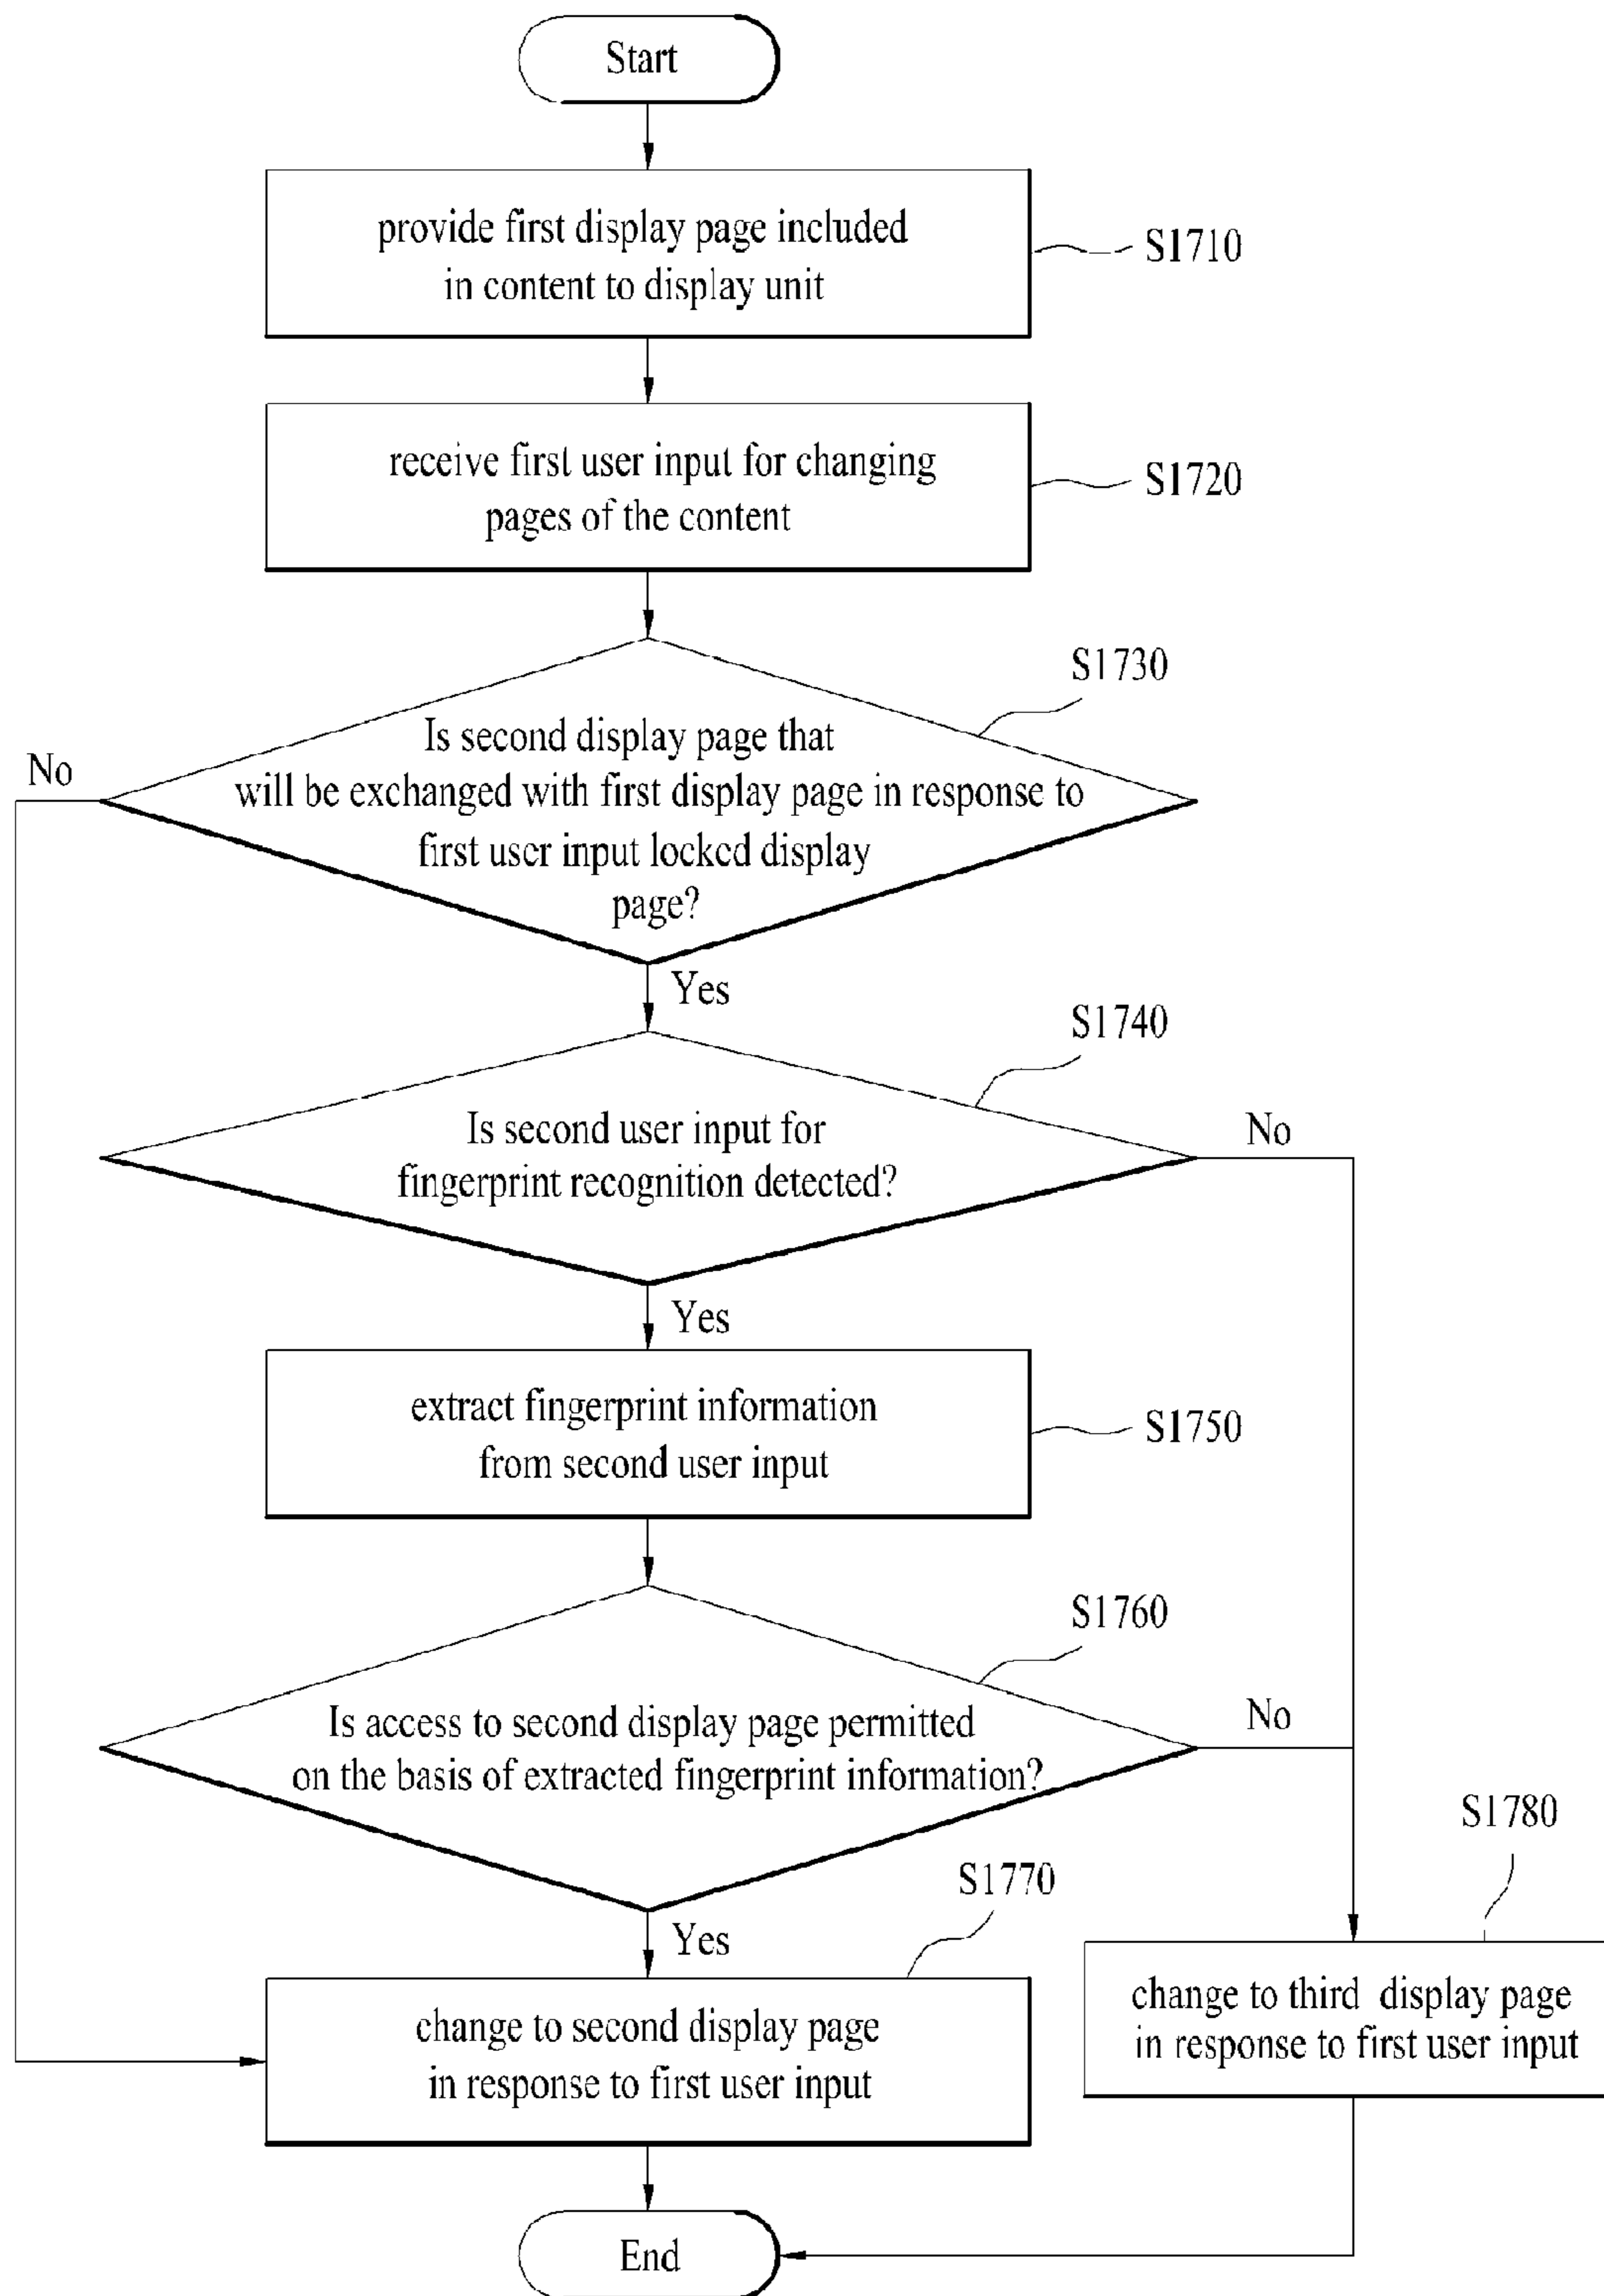 Start
provide first display page included
in content to display unit
S1710
receive first user input for changing
pages of the content
S1720
S1730
Is second display page that
will be exchanged with first display page in response to
first user input locked display
page?
No
Yes
S1740
Is second user input for
fingerprint recognition detected?
No
Yes
extract fingerprint information
from second user input
S1750
S1760
Is access to second display page permitted
on the basis of extracted fingerprint information?
No
Yes
S1770
S1780
change to second display page
in response to first user input
change to third display page
in response to first user input
End